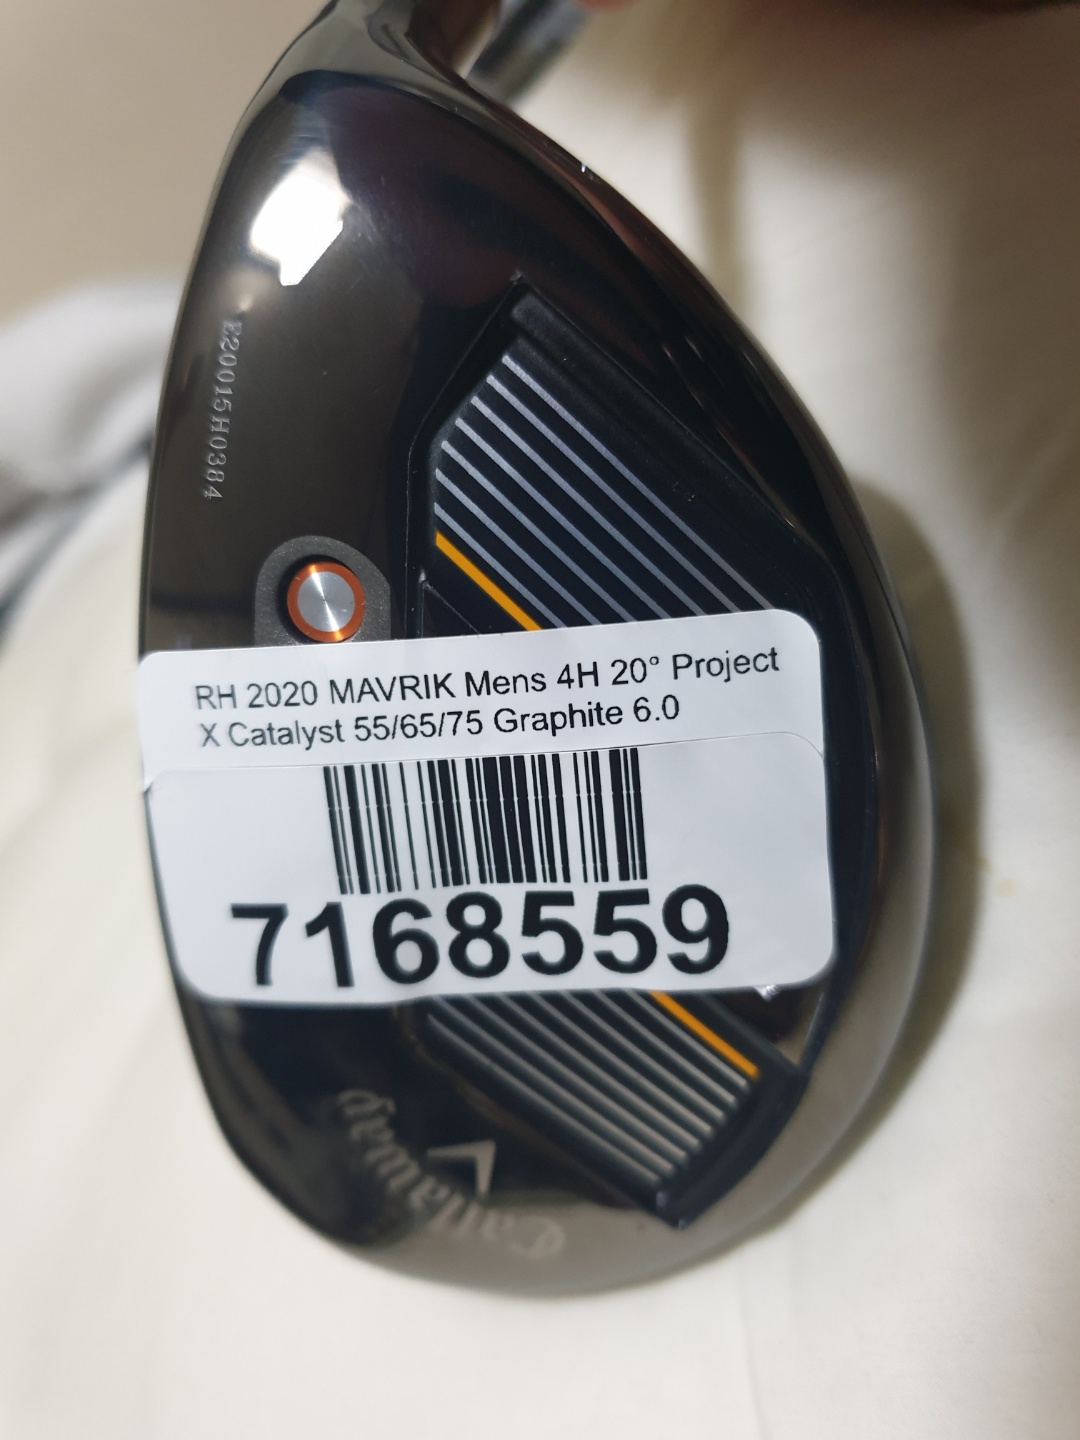 E20015H0384
RH 2020 MAVRIK Mens 4H 20° Project
X Catalyst 55/65/75 Graphite 6.0
7168559
Callaway